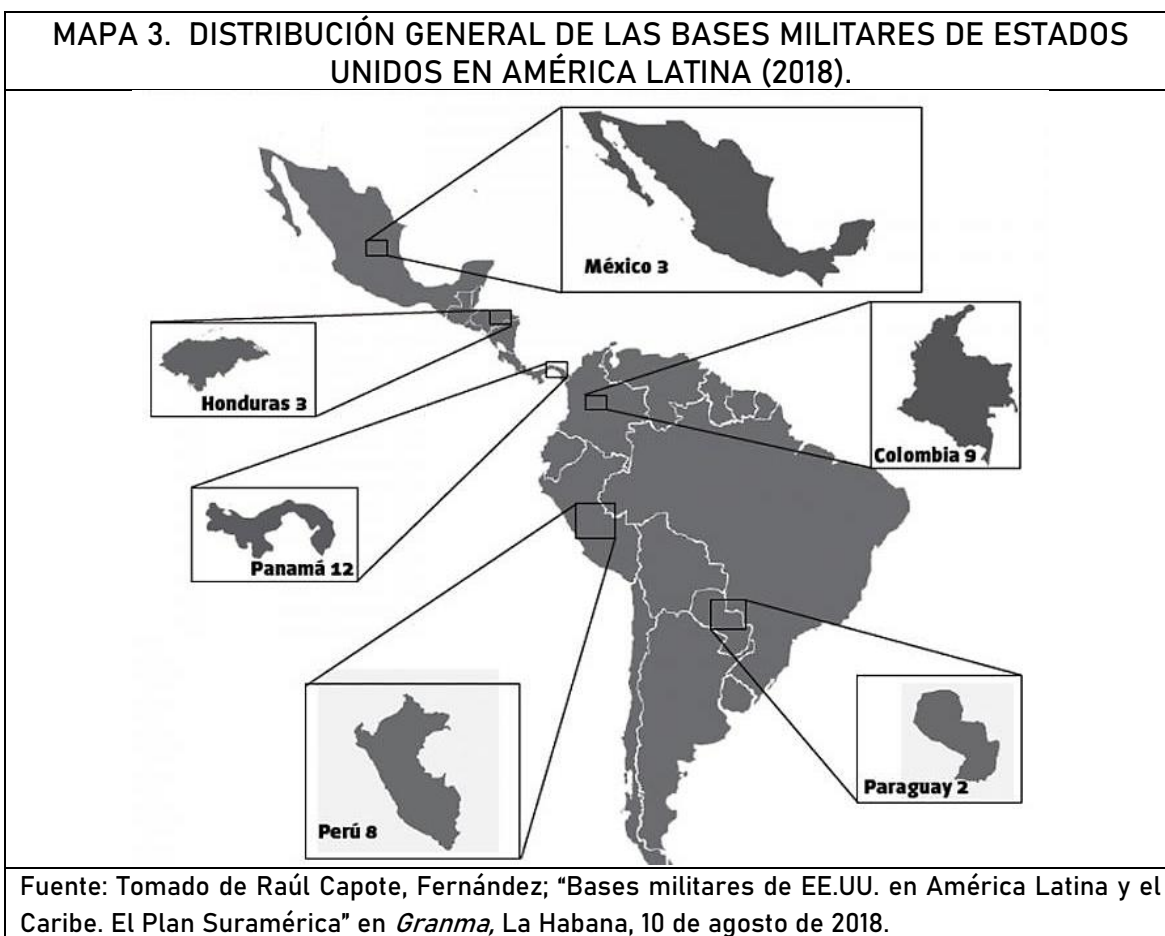 MAPA 3. DISTRIBUCIÓN GENERAL DE LAS BASES MILITARES DE ESTADOS
UNIDOS EN AMÉRICA LATINA (2018).
México 3
Honduras 3
Colombia 9
Panamá 12
Paraguay 2
Perú 8
Fuente: Tomado de Raúl Capote, Fernández; “Bases militares de EE.UU. en América Latina y el
Caribe. El Plan Suramérica” en Granma, La Habana, 10 de agosto de 2018.